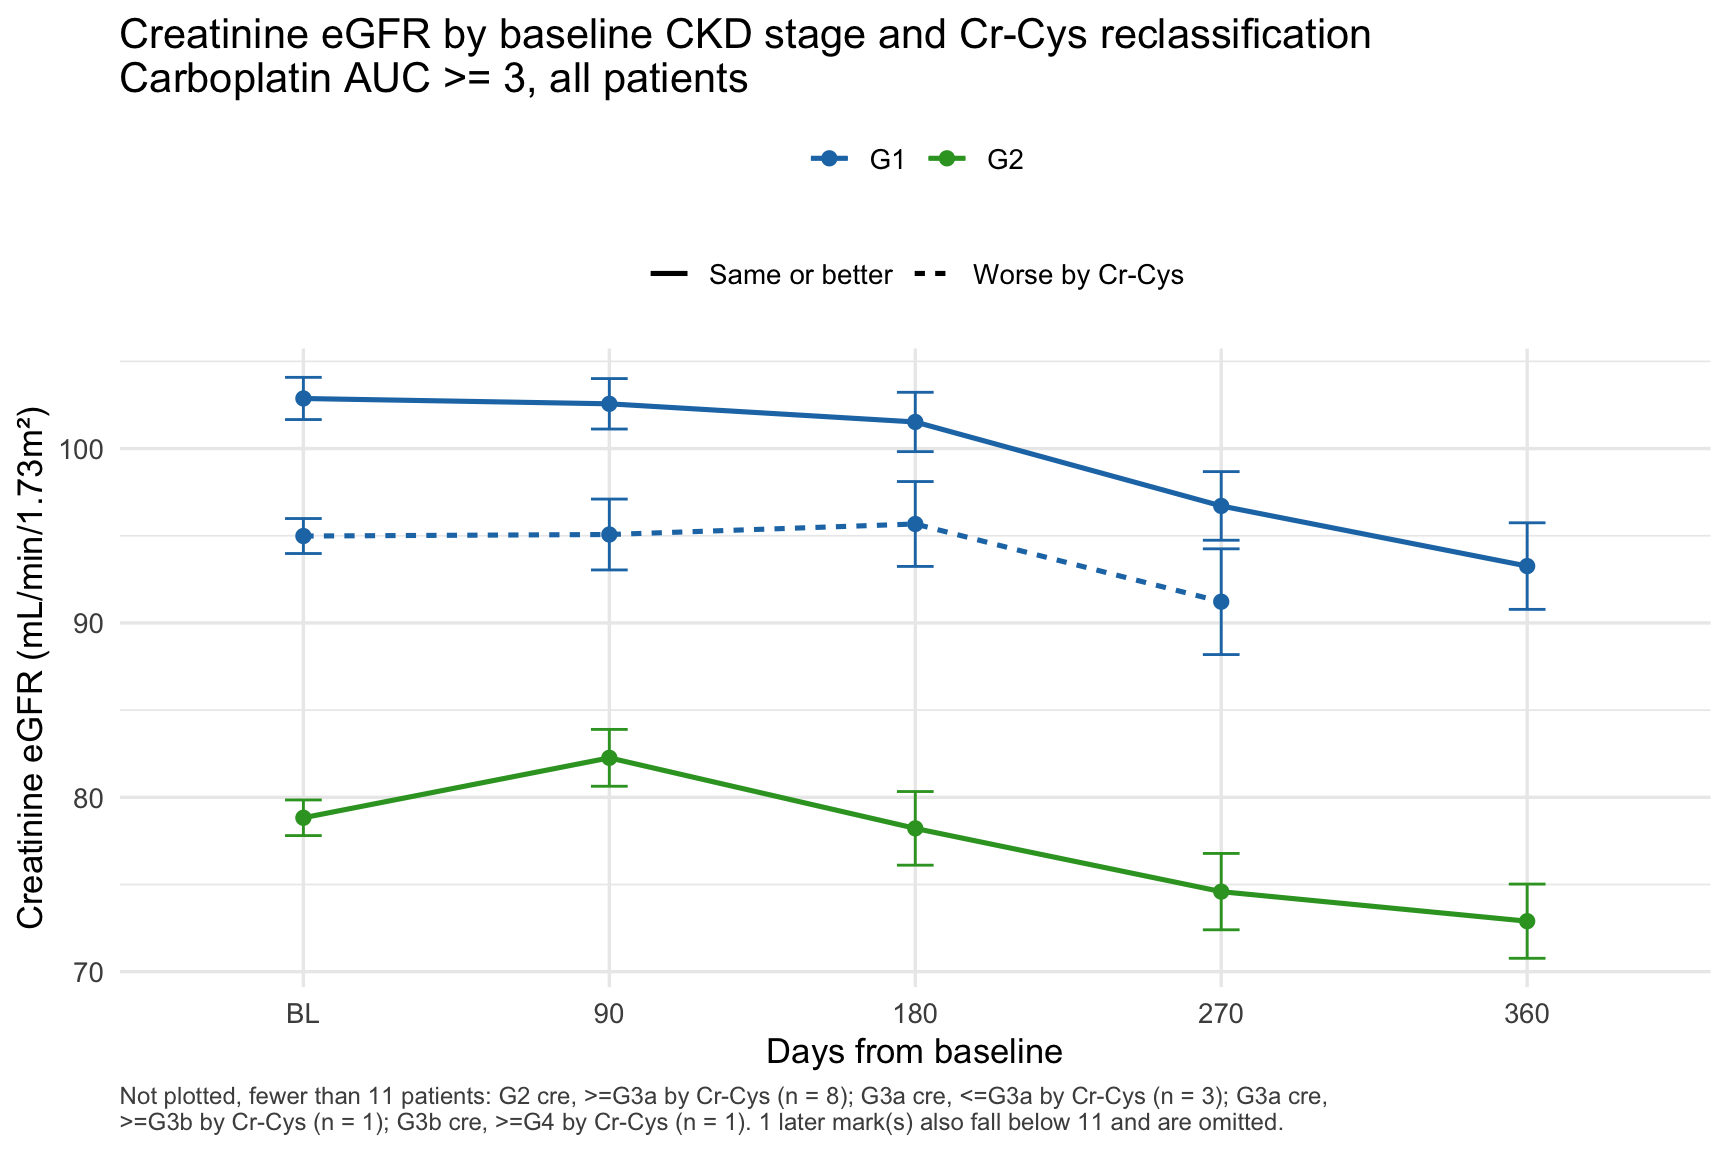 Creatinine eGFR by baseline CKD stage and Cr-Cys reclassification
Carboplatin AUC >= 3, all patients
G1 G2
Same or better Worse by Cr-Cys
Creatinine eGFR (mL/min/1.73m²)
100
90
80
70
BL 90 180 270 360
Days from baseline
Not plotted, fewer than 11 patients: G2 cre, >=G3a by Cr-Cys (n = 8); G3a cre, <=G3a by Cr-Cys (n = 3); G3a cre,
>=G3b by Cr-Cys (n = 1); G3b cre, >=G4 by Cr-Cys (n = 1). 1 later mark(s) also fall below 11 and are omitted.